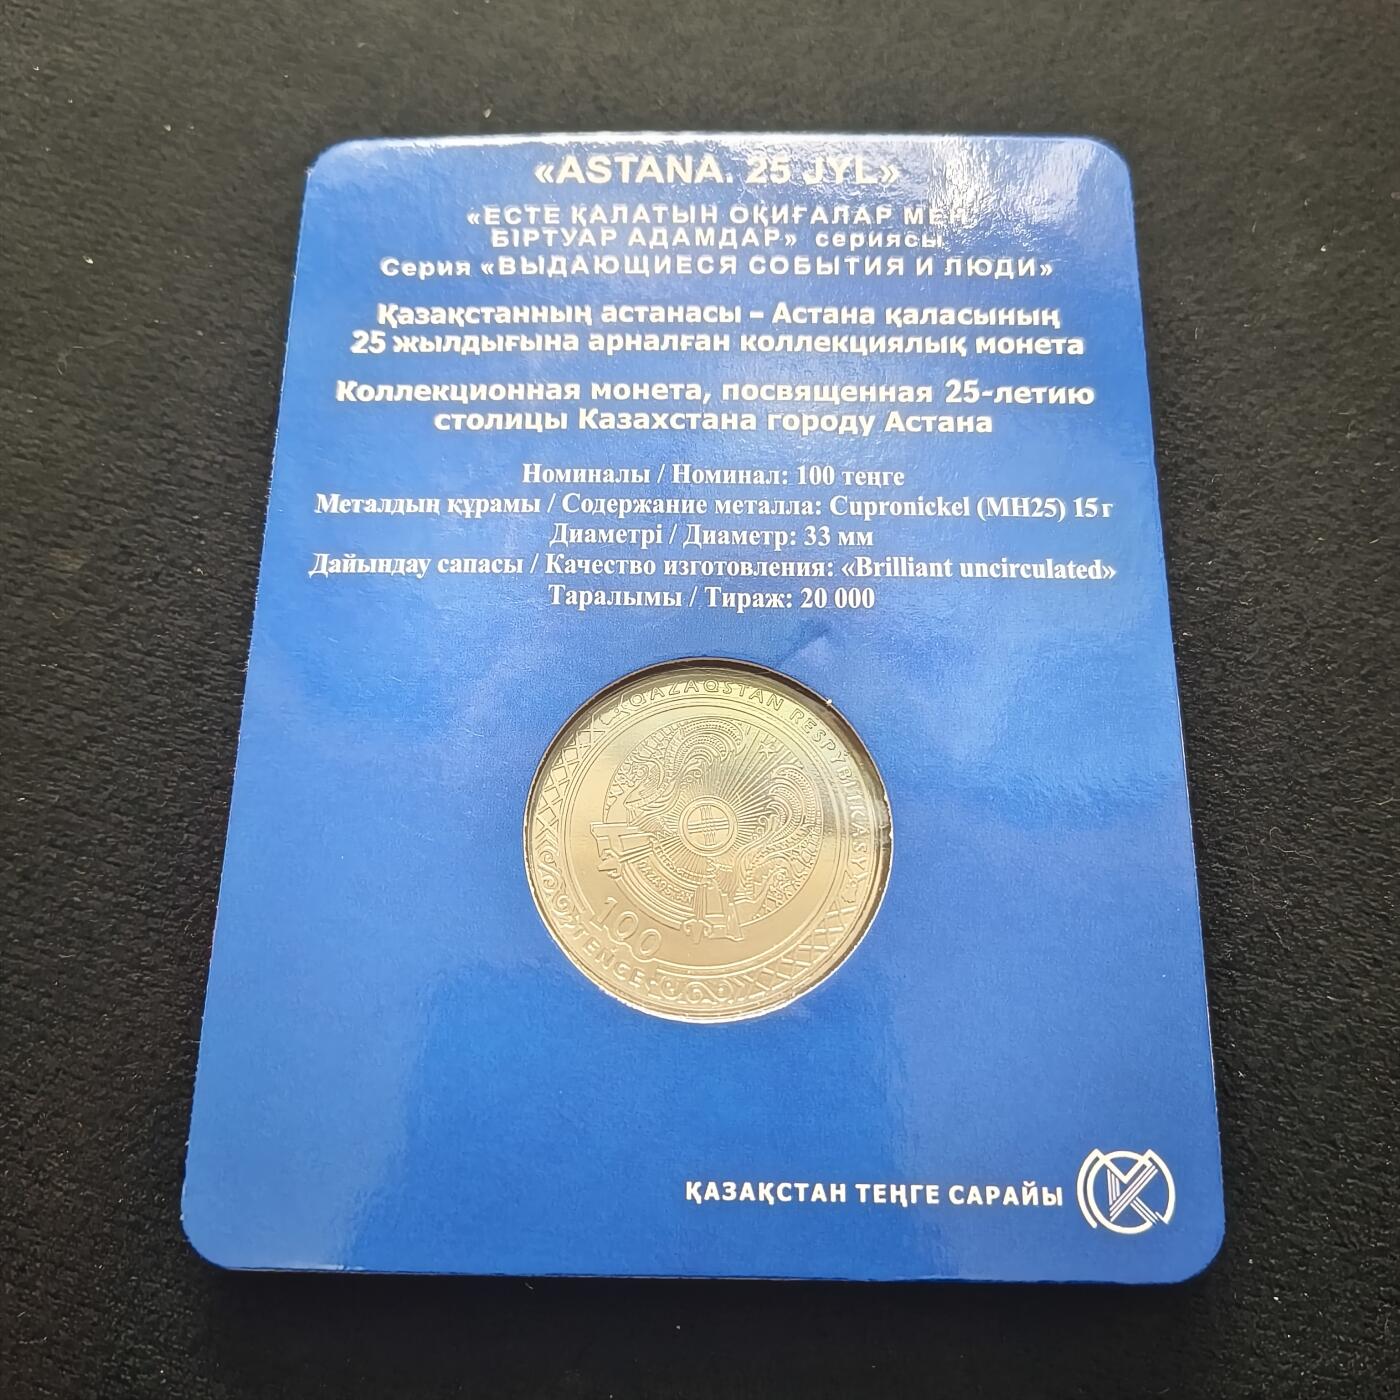 «ASTANA. 25 JYL»
«ЕСТЕ ҚАЛАТЫН ОҚИҒАЛАР МЕН
БІРТУАР АДАМДАР» сериясы
Серия «ВЫДАЮЩИЕСЯ СОБЫТИЯ И ЛЮДИ»
Қазақстанның астанасы – Астана қаласының
25 жылдығына арналған коллекциялық монета
Коллекционная монета, посвященная 25-летию
столицы Казахстана городу Астана
Номиналы / Номинал: 100 теңге
Металдың құрамы / Содержание металла: Cupronickel (МН25) 15 г
Диаметрі / Диаметр: 33 мм
Дайындау сапасы / Качество изготовления: «Brilliant uncirculated»
Таралымы / Тираж: 20 000
QAZAQSTAN RESPÝBLIKASY
QAZAQSTAN
100
TEŃGE
ҚАЗАҚСТАН ТЕҢГЕ САРАЙЫ